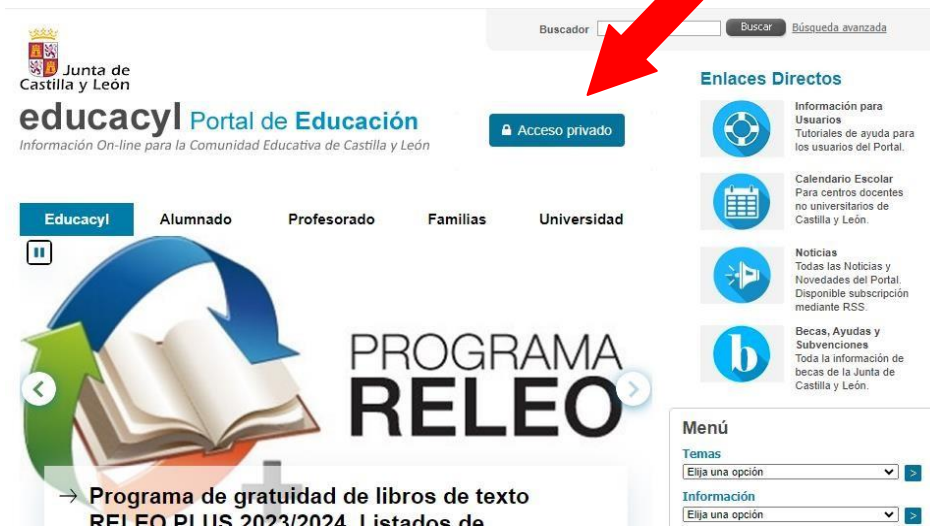 Buscador
Buscar
Búsqueda avanzada
Junta de
Castilla y León
educacyl Portal de Educación
Información On-line para la Comunidad Educativa de Castilla y León
Acceso privado
Educacyl
Alumnado
Profesorado
Familias
Universidad
PROGRAMA
RELEO
→ Programa de gratuidad de libros de texto
RELEO PLUS 2023/2024. Listados de
Enlaces Directos
Información para
Usuarios
Tutoriales de ayuda para
los usuarios del Portal.
Calendario Escolar
Para centros docentes
no universitarios de
Castilla y León.
Noticias
Todas las Noticias y
Novedades del Portal.
Disponible subscripción
mediante RSS.
b
Becas, Ayudas y
Subvenciones
Toda la información de
becas de la Junta de
Castilla y León.
Menú
Temas
Elija una opción
>
Información
Elija una opción
>